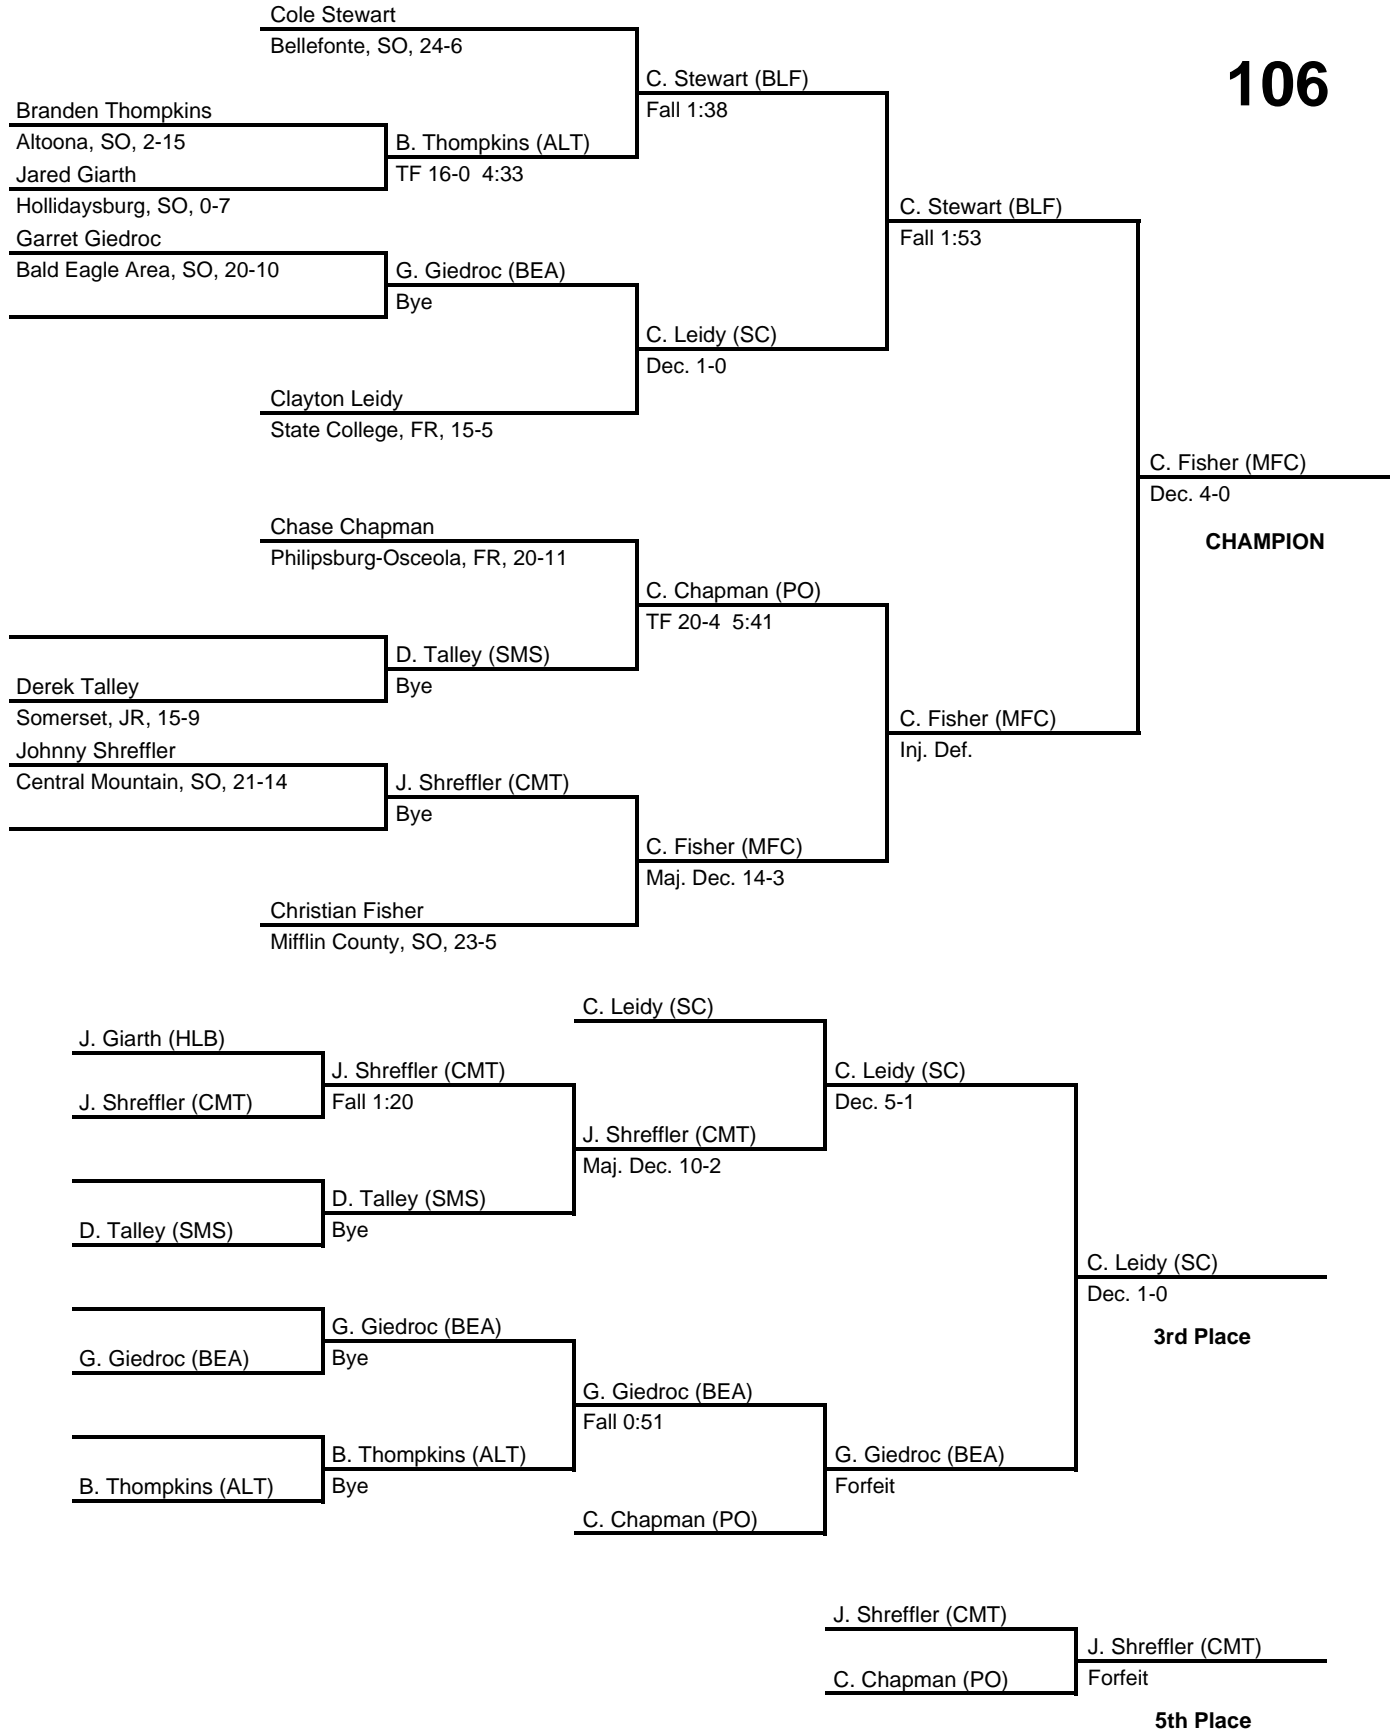 Cole Stewart
Bellefonte, SO, 24-6
106
C. Stewart (BLF)
Fall 1:38
Branden Thompkins
Altoona, SO, 2-15
B. Thompkins (ALT)
TF 16-0  4:33
Jared Giarth
Hollidaysburg, SO, 0-7
C. Stewart (BLF)
Fall 1:53
Garret Giedroc
Bald Eagle Area, SO, 20-10
G. Giedroc (BEA)
Bye
C. Leidy (SC)
Dec. 1-0
Clayton Leidy
State College, FR, 15-5
C. Fisher (MFC)
Dec. 4-0
CHAMPION
Chase Chapman
Philipsburg-Osceola, FR, 20-11
C. Chapman (PO)
TF 20-4  5:41
D. Talley (SMS)
Bye
Derek Talley
Somerset, JR, 15-9
C. Fisher (MFC)
Inj. Def.
Johnny Shreffler
Central Mountain, SO, 21-14
J. Shreffler (CMT)
Bye
C. Fisher (MFC)
Maj. Dec. 14-3
Christian Fisher
Mifflin County, SO, 23-5
C. Leidy (SC)
J. Giarth (HLB)
J. Shreffler (CMT)
Fall 1:20
J. Shreffler (CMT)
C. Leidy (SC)
Dec. 5-1
J. Shreffler (CMT)
Maj. Dec. 10-2
D. Talley (SMS)
Bye
D. Talley (SMS)
C. Leidy (SC)
Dec. 1-0
3rd Place
G. Giedroc (BEA)
Bye
G. Giedroc (BEA)
G. Giedroc (BEA)
Fall 0:51
B. Thompkins (ALT)
Bye
B. Thompkins (ALT)
G. Giedroc (BEA)
Forfeit
C. Chapman (PO)
J. Shreffler (CMT)
J. Shreffler (CMT)
Forfeit
C. Chapman (PO)
5th Place